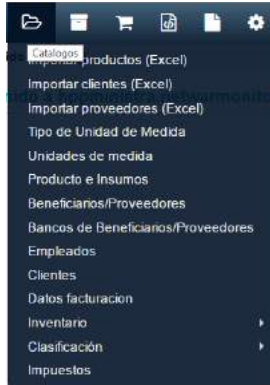 Catalogos
Importar productos (Excel)
Importar clientes (Excel)
Importar proveedores (Excel)
Tipo de Unidad de Medida
Unidades de medida
Producto e Insumos
Beneficiarios/Proveedores
Bancos de Beneficiarios/Proveedores
Empleados
Clientes
Datos facturacion
Inventario
Clasificación
Impuestos